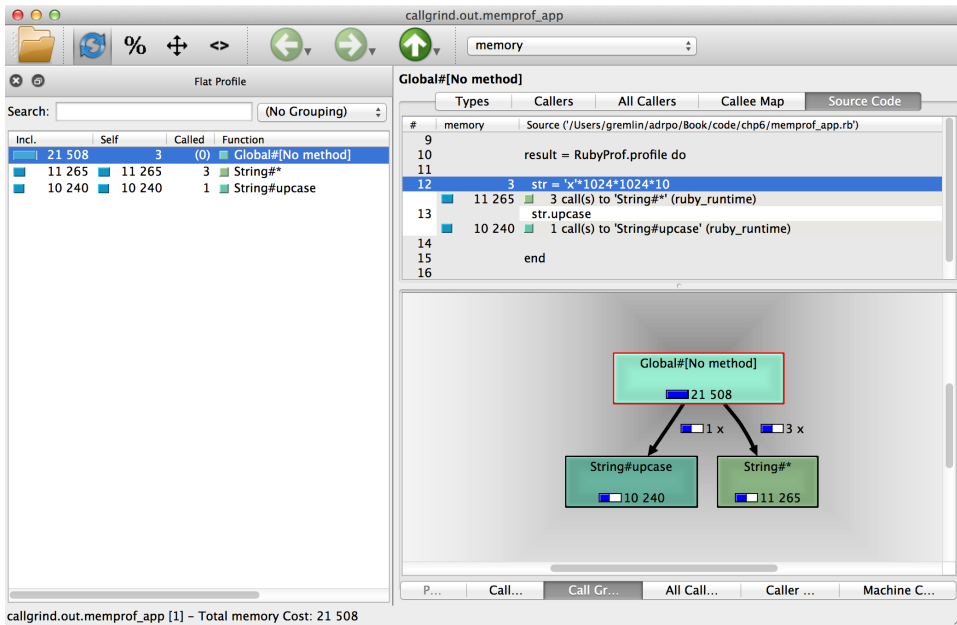 callgrind.out.memprof_app
%
<>
memory
Flat Profile
Search:
(No Grouping)
Incl. Self Called Function
21 508 3 (0) Global#[No method]
11 265 11 265 3 String#*
10 240 10 240 1 String#upcase
Global#[No method]
Types Callers All Callers Callee Map Source Code
# memory Source ('/Users/gremlin/adrpo/Book/code/chp6/memprof_app.rb')
9
10 result = RubyProf.profile do
11
12 3 str = 'x'*1024*1024*10
11 265 3 call(s) to 'String#*' (ruby_runtime)
13 str.upcase
10 240 1 call(s) to 'String#upcase' (ruby_runtime)
14
15 end
16
Global#[No method]
21 508
1 x
3 x
String#upcase
10 240
String#*
11 265
P... Call... Call Gr... All Call... Caller ... Machine C...
callgrind.out.memprof_app [1] - Total memory Cost: 21 508